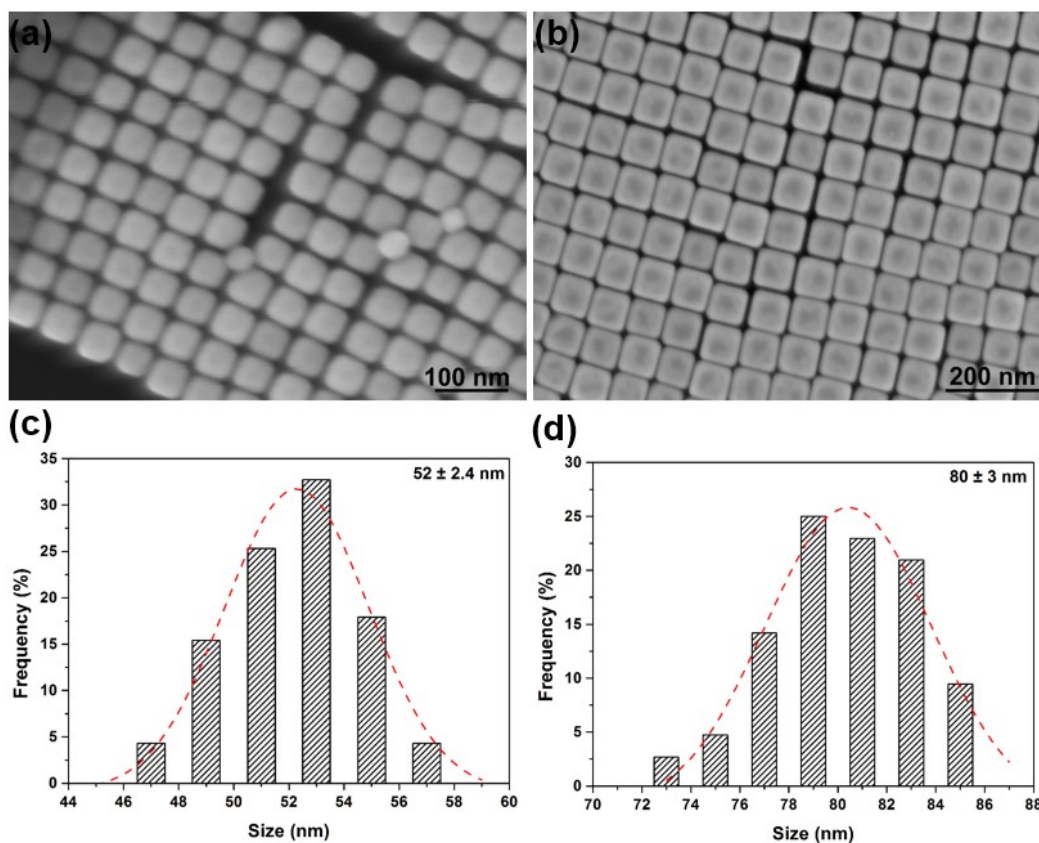 (a)
100 nm
(b)
200 nm
(c)
52 ± 2.4 nm
Frequency (%)
35
30
25
20
15
10
5
0
44 46 48 50 52 54 56 58 60
Size (nm)
(d)
80 ± 3 nm
Frequency (%)
30
25
20
15
10
5
0
70 72 74 76 78 80 82 84 86 88
Size (nm)